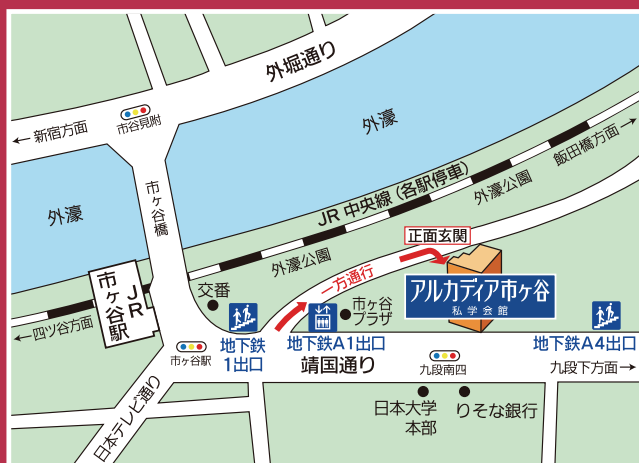 外堀通り
←新宿方面
市谷見附
外濠
飯田橋方面→
市ヶ谷橋
外濠
JR中央線(各駅停車)
外濠公園
外濠公園
正面玄関
一方通行
アルカディア市ヶ谷
私学会館
JR
市ヶ谷駅
交番
市ヶ谷
プラザ
←四ツ谷方面
市ヶ谷駅
地下鉄
1出口
地下鉄A1出口
靖国通り
九段南四
地下鉄A4出口
九段下方面→
日本テレビ通り
日本大学
本部
りそな銀行